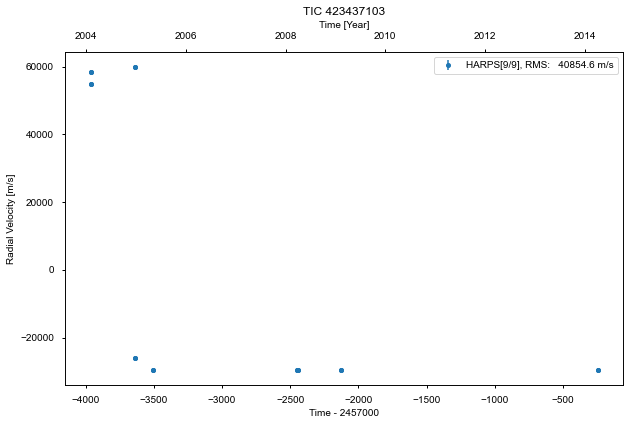 TIC 423437103
Time [Year]
2004 2006 2008 2010 2012 2014
HARPS[9/9], RMS: 40854.6 m/s
60000
40000
20000
0
−20000
Radial Velocity [m/s]
−4000 −3500 −3000 −2500 −2000 −1500 −1000 −500
Time - 2457000